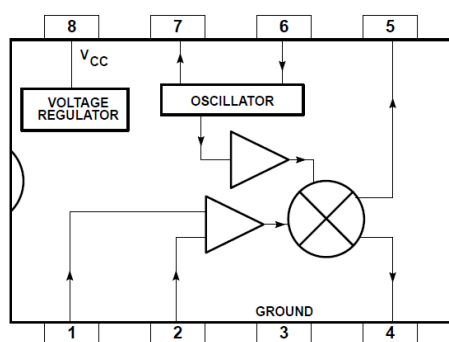 8 7 6 5
VCC
VOLTAGE
REGULATOR
OSCILLATOR
GROUND
1 2 3 4